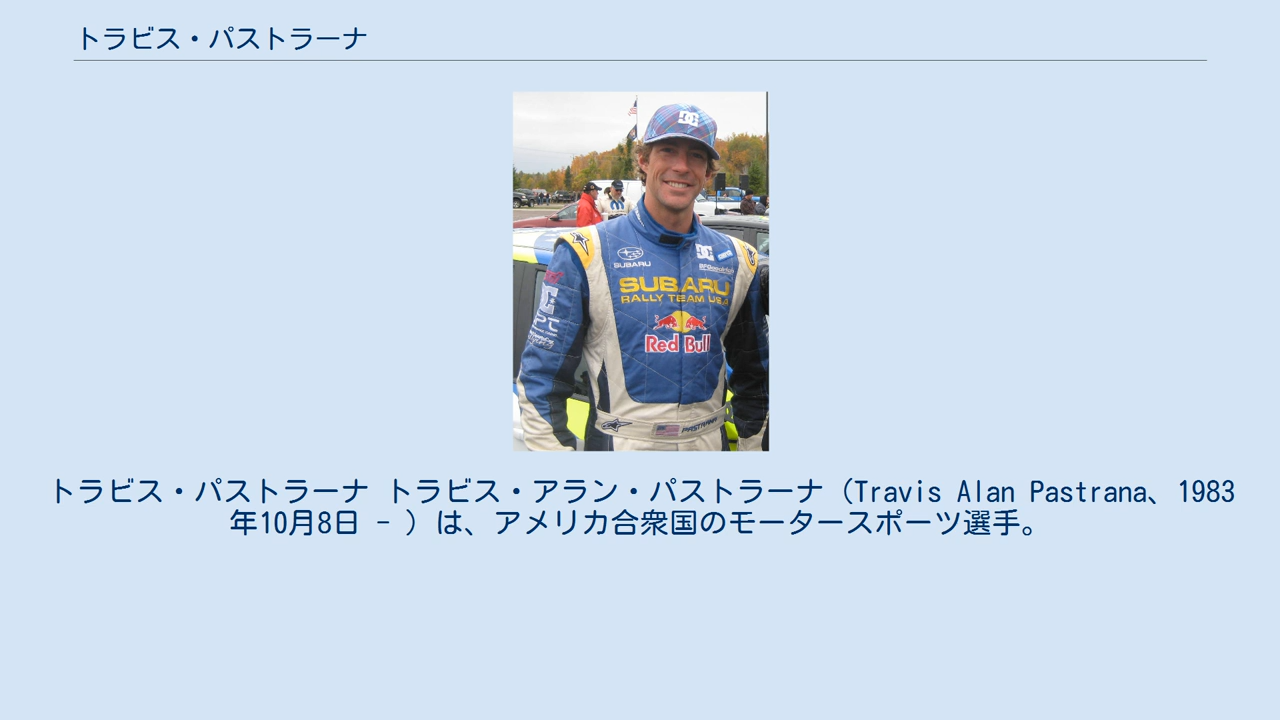 トラビス・パストラーナ
DC
SUBARU
BFGoodrich
SUBARU
RALLY TEAM USA
Red Bull
PASTRANA
トラビス・パストラーナ トラビス・アラン・パストラーナ（Travis Alan Pastrana、1983
年10月8日 - ）は、アメリカ合衆国のモータースポーツ選手。